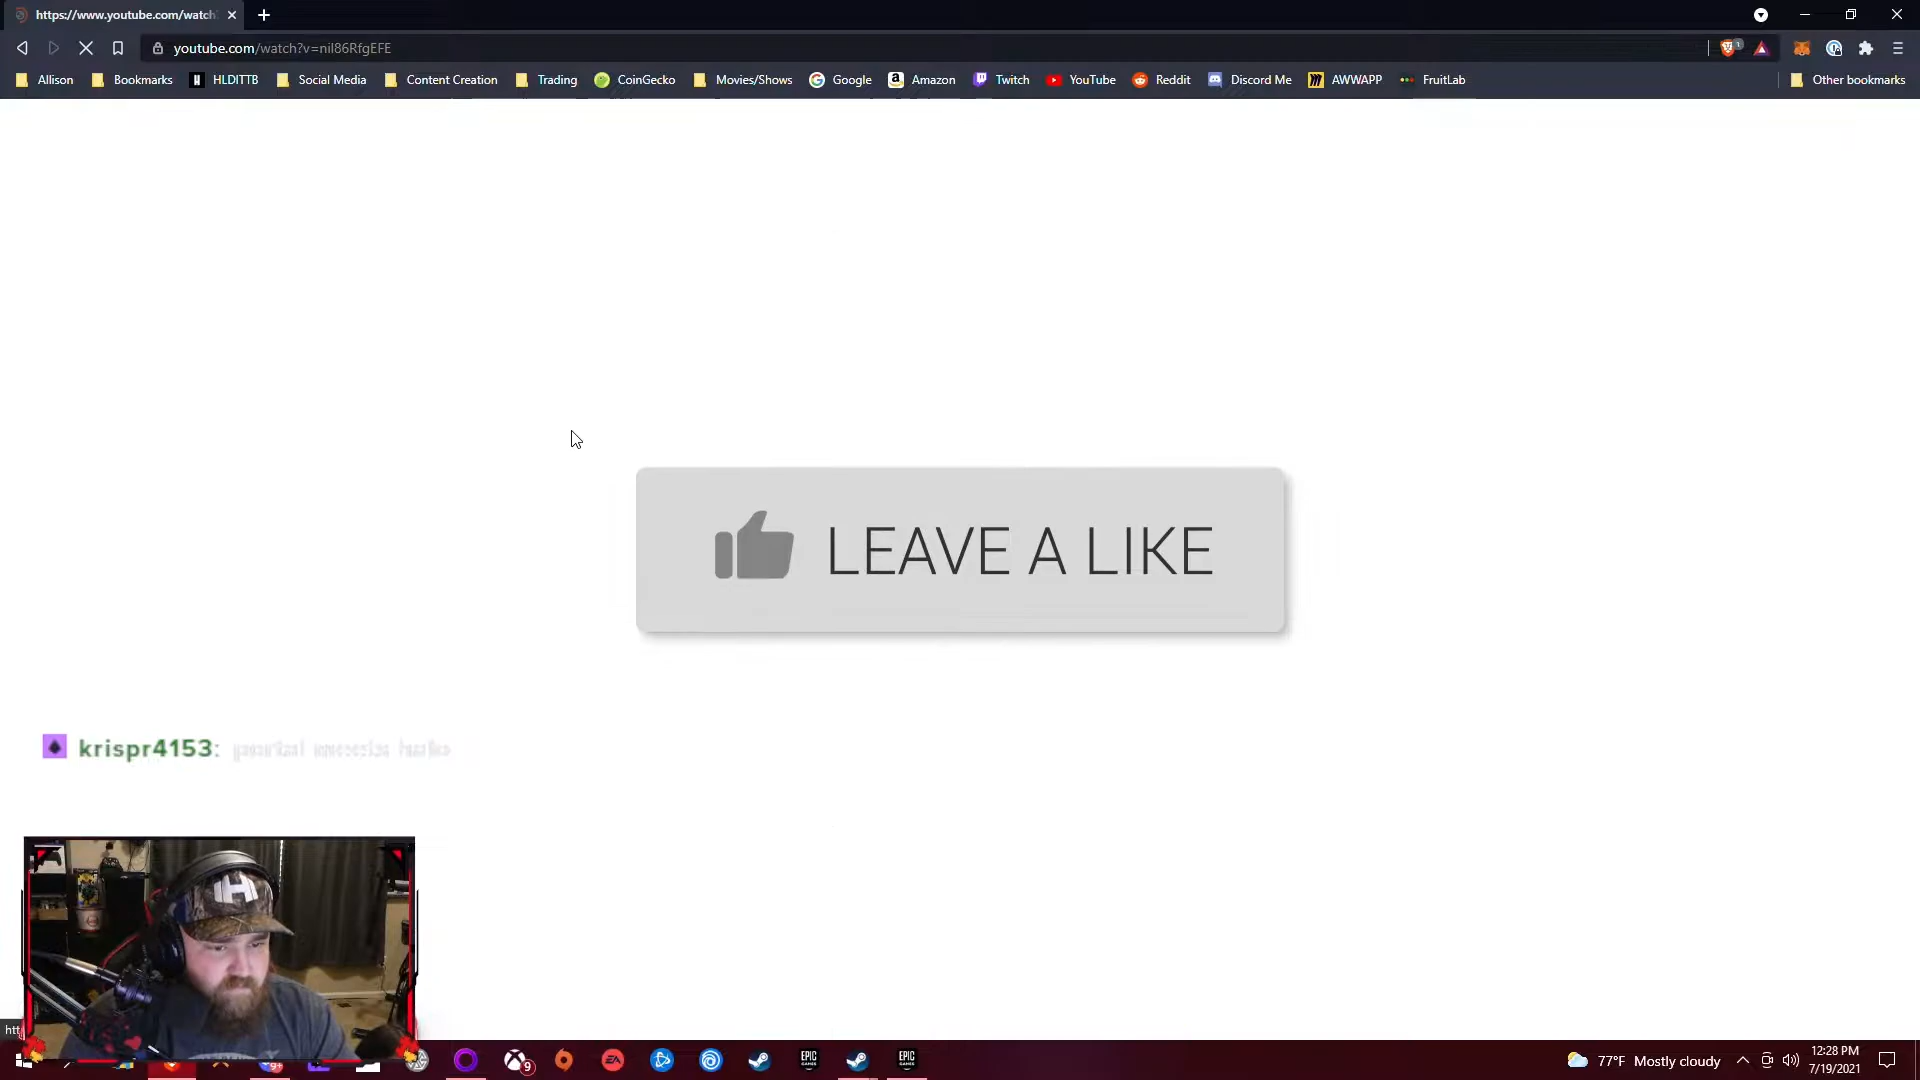 https://www.youtube.com/watch
youtube.com/watch?v=nil86RfgEFE
Allison Bookmarks HLDITTB Social Media Content Creation Trading CoinGecko Movies/Shows Google Amazon Twitch YouTube Reddit Discord Me AWWAPP FruitLab Other bookmarks
LEAVE A LIKE
krispr4153:
htt
77°F Mostly cloudy
12:28 PM
7/19/2021